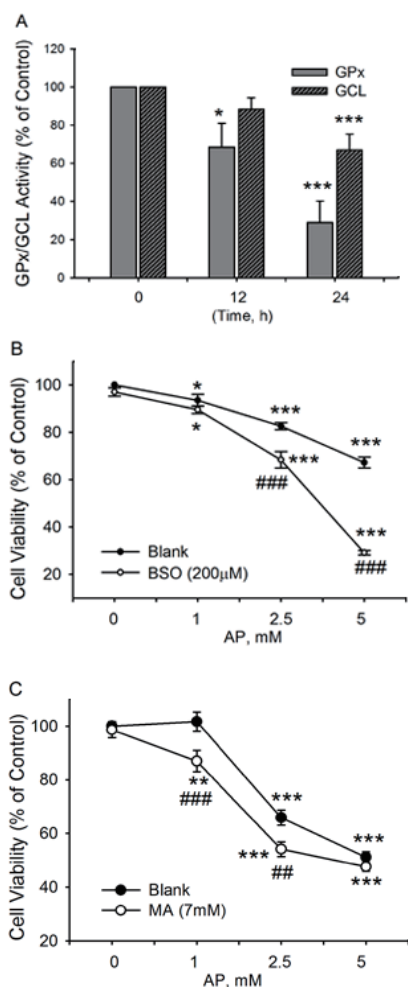 A
GPx
GCL
GPx/GCL Activity (% of Control)
120
100
80
60
40
20
0
*
***
***
0 12 24
(Time, h)
B
Cell Viability (% of Control)
100
80
60
40
20
*
***
***
*
***
###
***
###
Blank
BSO (200μM)
0 1 2.5 5
AP, mM
C
Cell Viability (% of Control)
100
80
60
40
20
**
###
***
***
***
##
***
Blank
MA (7mM)
0 1 2.5 5
AP, mM